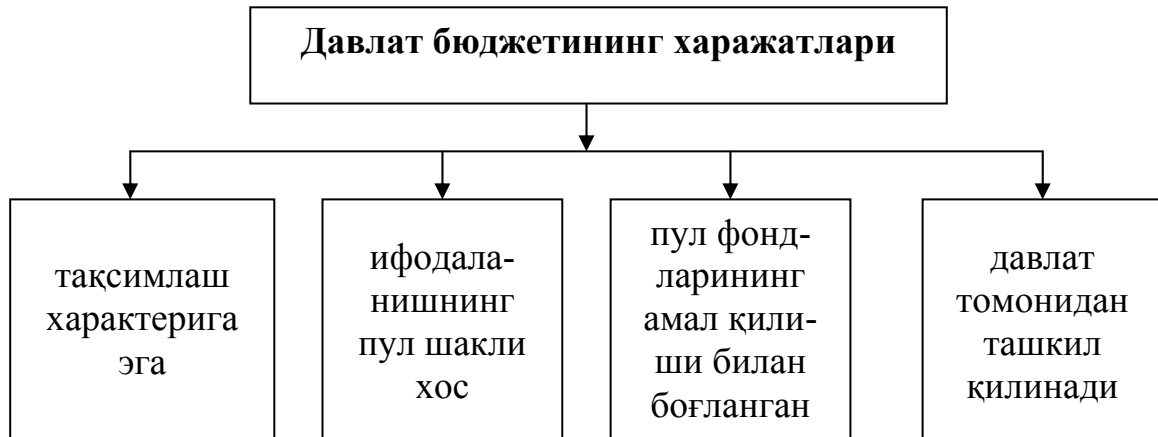 Давлат бюджетининг харажатлари
тақсимлаш
характерига
эга
ифодала-
нишнинг
пул шакли
хос
пул фонд-
ларининг
амал қили-
ши билан
боғланган
давлат
томонидан
ташкил
қилинади